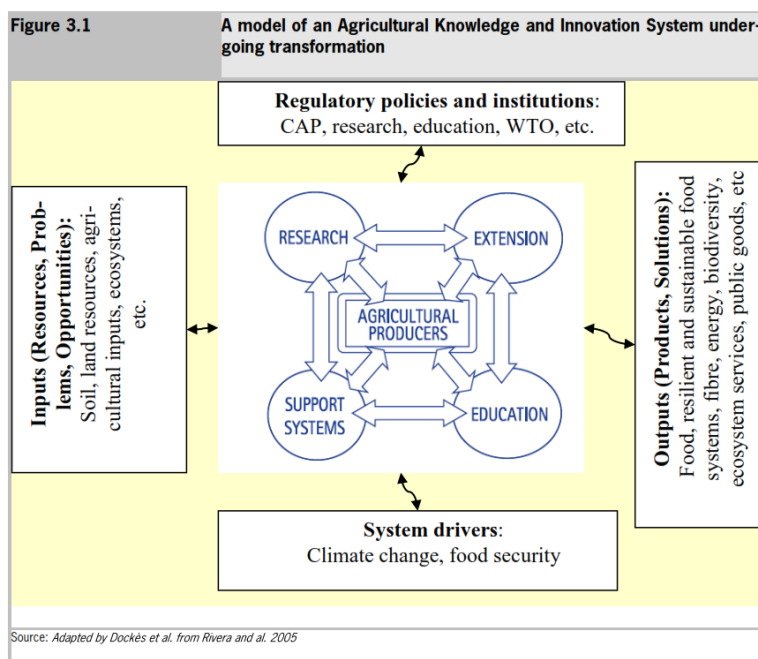 Figure 3.1
A model of an Agricultural Knowledge and Innovation System under-
going transformation
Regulatory policies and institutions:
CAP, research, education, WTO, etc.
Inputs (Resources, Prob-
lems, Opportunities):
Soil, land resources, agri-
cultural inputs, ecosystems,
etc.
RESEARCH
EXTENSION
AGRICULTURAL
PRODUCERS
SUPPORT
SYSTEMS
EDUCATION
Outputs (Products, Solutions):
Food, resilient and sustainable food
systems, fibre, energy, biodiversity,
ecosystem services, public goods, etc
System drivers:
Climate change, food security
Source: Adapted by Dockès et al. from Rivera and al. 2005